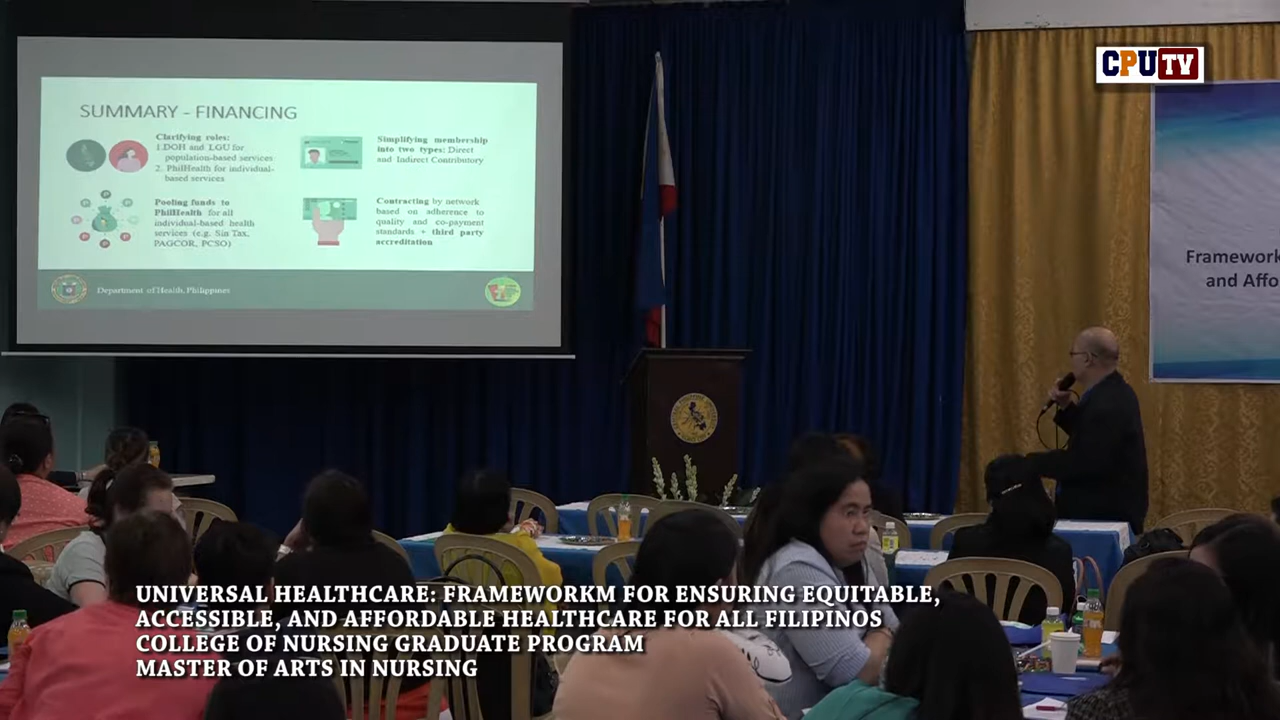 CPUTV
SUMMARY - FINANCING
Clarifying roles:
1.DOH and LGU for
population-based services
2. PhilHealth for individual-
based services
Simplifying membership
into two types: Direct
and Indirect Contributory
Pooling funds to
PhilHealth for all
individual-based health
services (e.g. Sin Tax,
PAGCOR, PCSO)
Contracting by network
based on adherence to
quality and co-payment
standards + third party
accreditation
Department of Health, Philippines
Framework
and Affo
UNIVERSAL HEALTHCARE: FRAMEWORKM FOR ENSURING EQUITABLE,
ACCESSIBLE, AND AFFORDABLE HEALTHCARE FOR ALL FILIPINOS
COLLEGE OF NURSING GRADUATE PROGRAM
MASTER OF ARTS IN NURSING